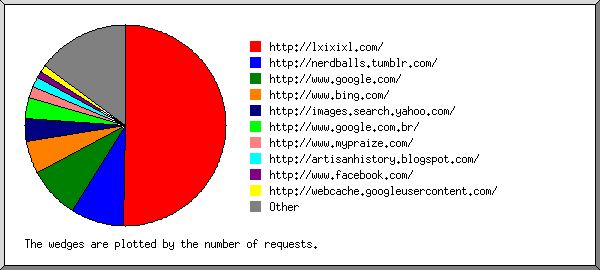 http://lxixixl.com/
http://nerdballs.tumblr.com/
http://www.google.com/
http://www.bing.com/
http://images.search.yahoo.com/
http://www.google.com.br/
http://www.mypraize.com/
http://artisanhistory.blogspot.com/
http://www.facebook.com/
http://webcache.googleusercontent.com/
Other
The wedges are plotted by the number of requests.